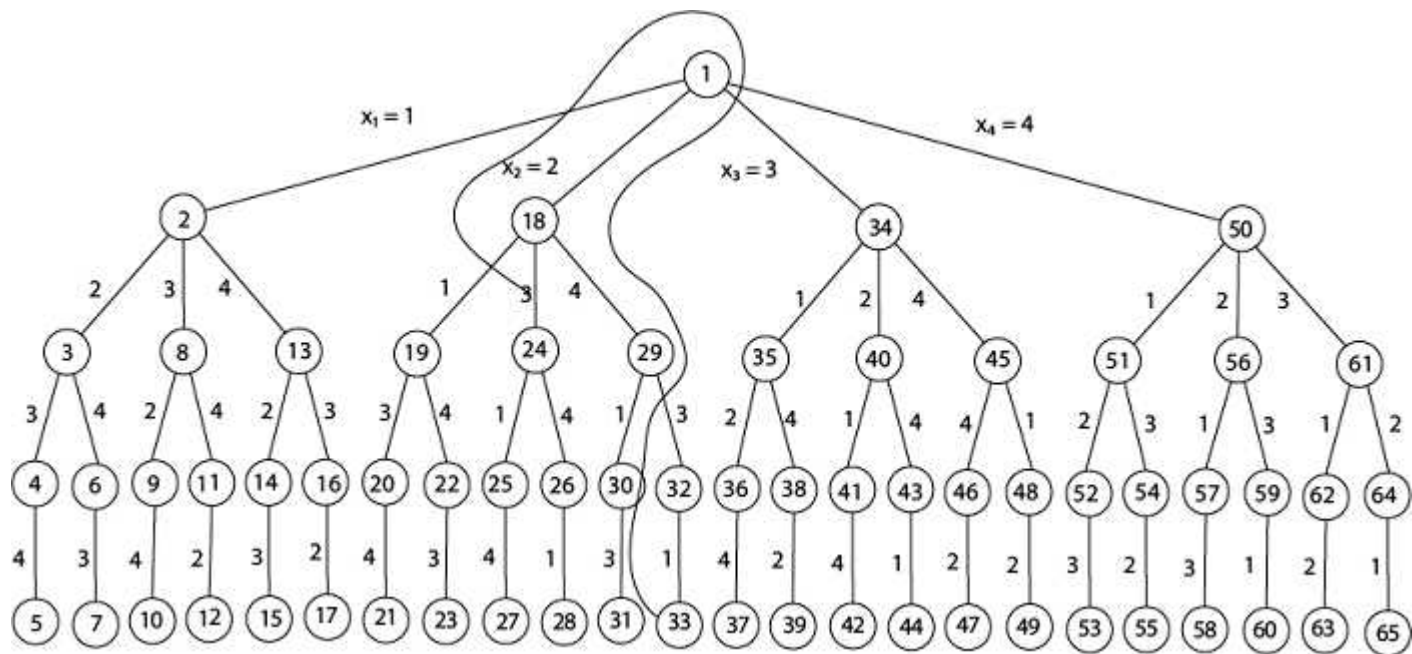 1
x₁ = 1
x₂ = 2
x₃ = 3
x₄ = 4
2 18 34 50
2 3 4 1 3 4 1 2 4 1 2 3
3 8 13 19 24 29 35 40 45 51 56 61
3 4 2 4 2 3 3 4 1 4 1 3 2 4 1 4 4 1 2 3 1 3 1 2
4 6 9 11 14 16 20 22 25 26 30 32 36 38 41 43 46 48 52 54 57 59 62 64
4 3 4 2 3 2 4 3 4 1 3 1 4 2 4 1 2 2 3 2 3 1 2 1
5 7 10 12 15 17 21 23 27 28 31 33 37 39 42 44 47 49 53 55 58 60 63 65